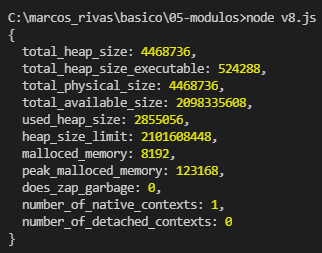 C:\marcos_rivas\basico\05-modulos>node v8.js
{
  total_heap_size: 4468736,
  total_heap_size_executable: 524288,
  total_physical_size: 4468736,
  total_available_size: 2098335608,
  used_heap_size: 2855056,
  heap_size_limit: 2101608448,
  malloced_memory: 8192,
  peak_malloced_memory: 123168,
  does_zap_garbage: 0,
  number_of_native_contexts: 1,
  number_of_detached_contexts: 0
}